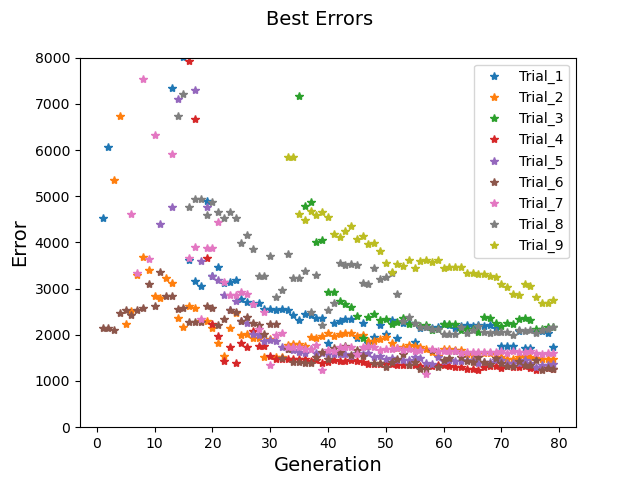 Best Errors
8000
7000
6000
5000
4000
3000
2000
1000
0
Error
0 10 20 30 40 50 60 70 80
Generation
Trial_1
Trial_2
Trial_3
Trial_4
Trial_5
Trial_6
Trial_7
Trial_8
Trial_9